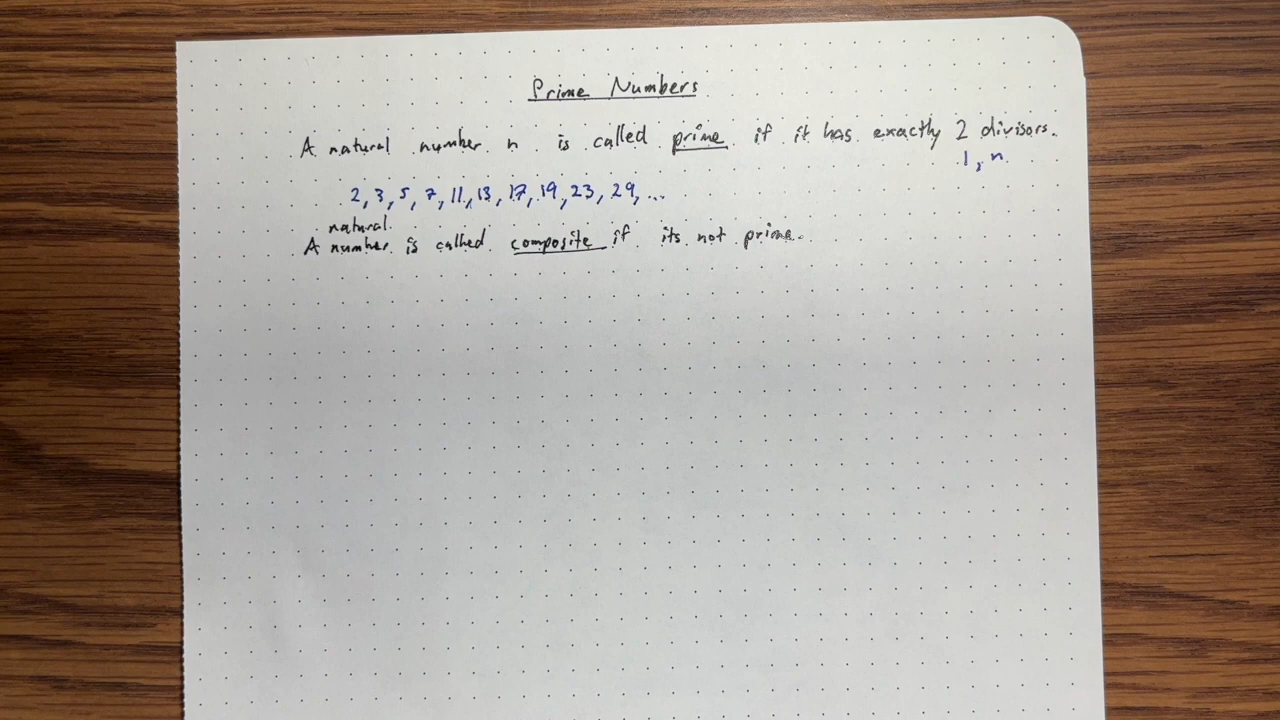 Prime Numbers
A natural number n is called prime if it has exactly 2 divisors.
1, n
2, 3, 5, 7, 11, 13, 17, 19, 23, 29, ...
natural
A number is called composite if its not prime.